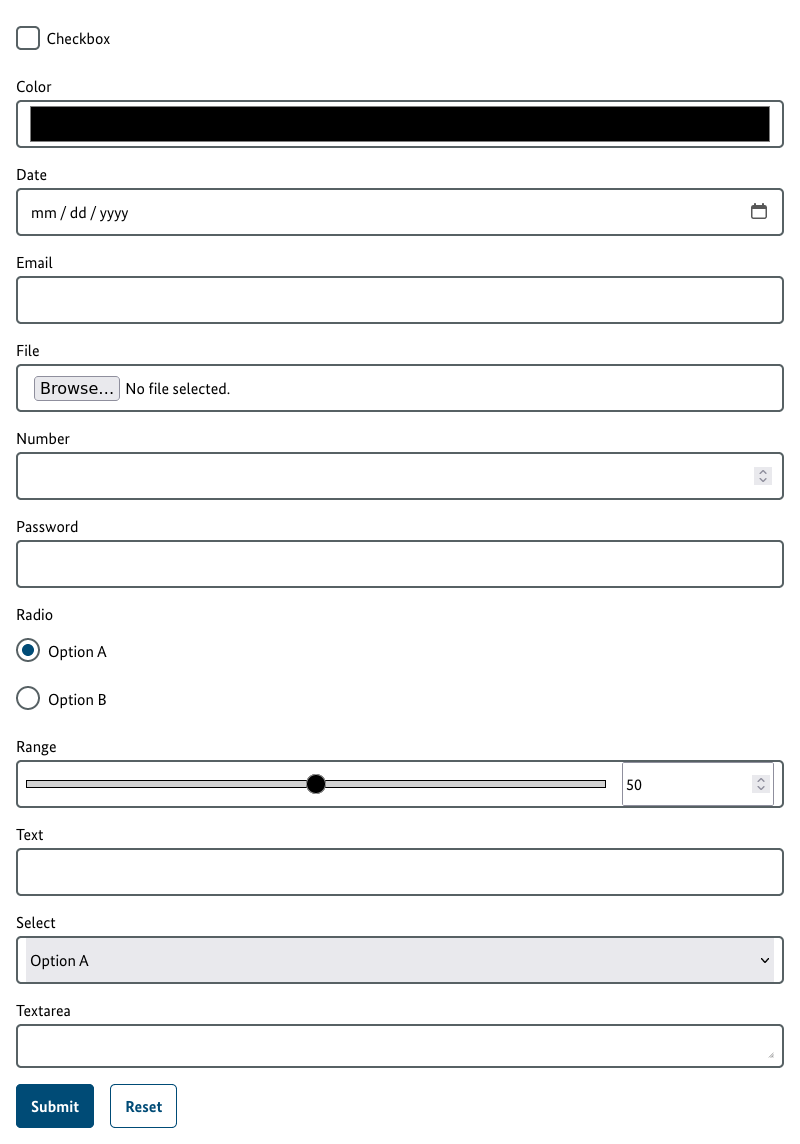 Checkbox
Color
Date
mm / dd / yyyy
Email
File
Browse... No file selected.
Number
Password
Radio
Option A
Option B
Range
50
Text
Select
Option A
Textarea
Submit Reset